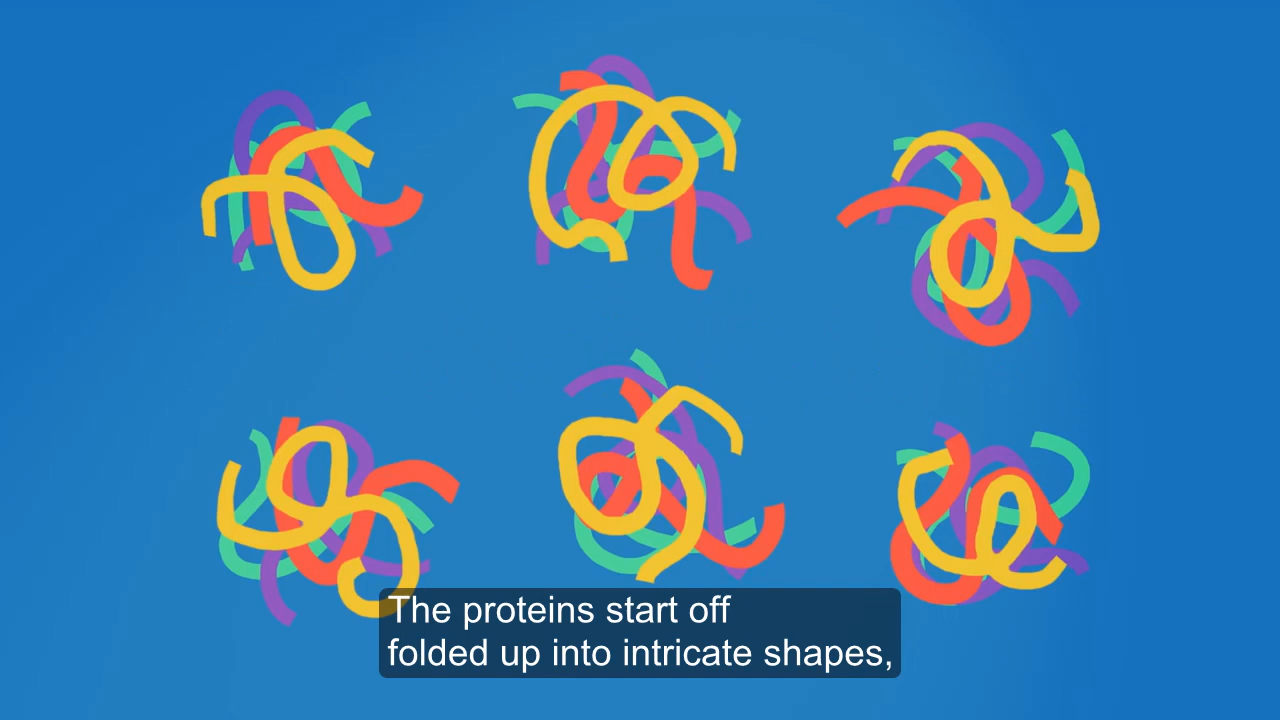 The proteins start off
folded up into intricate shapes,